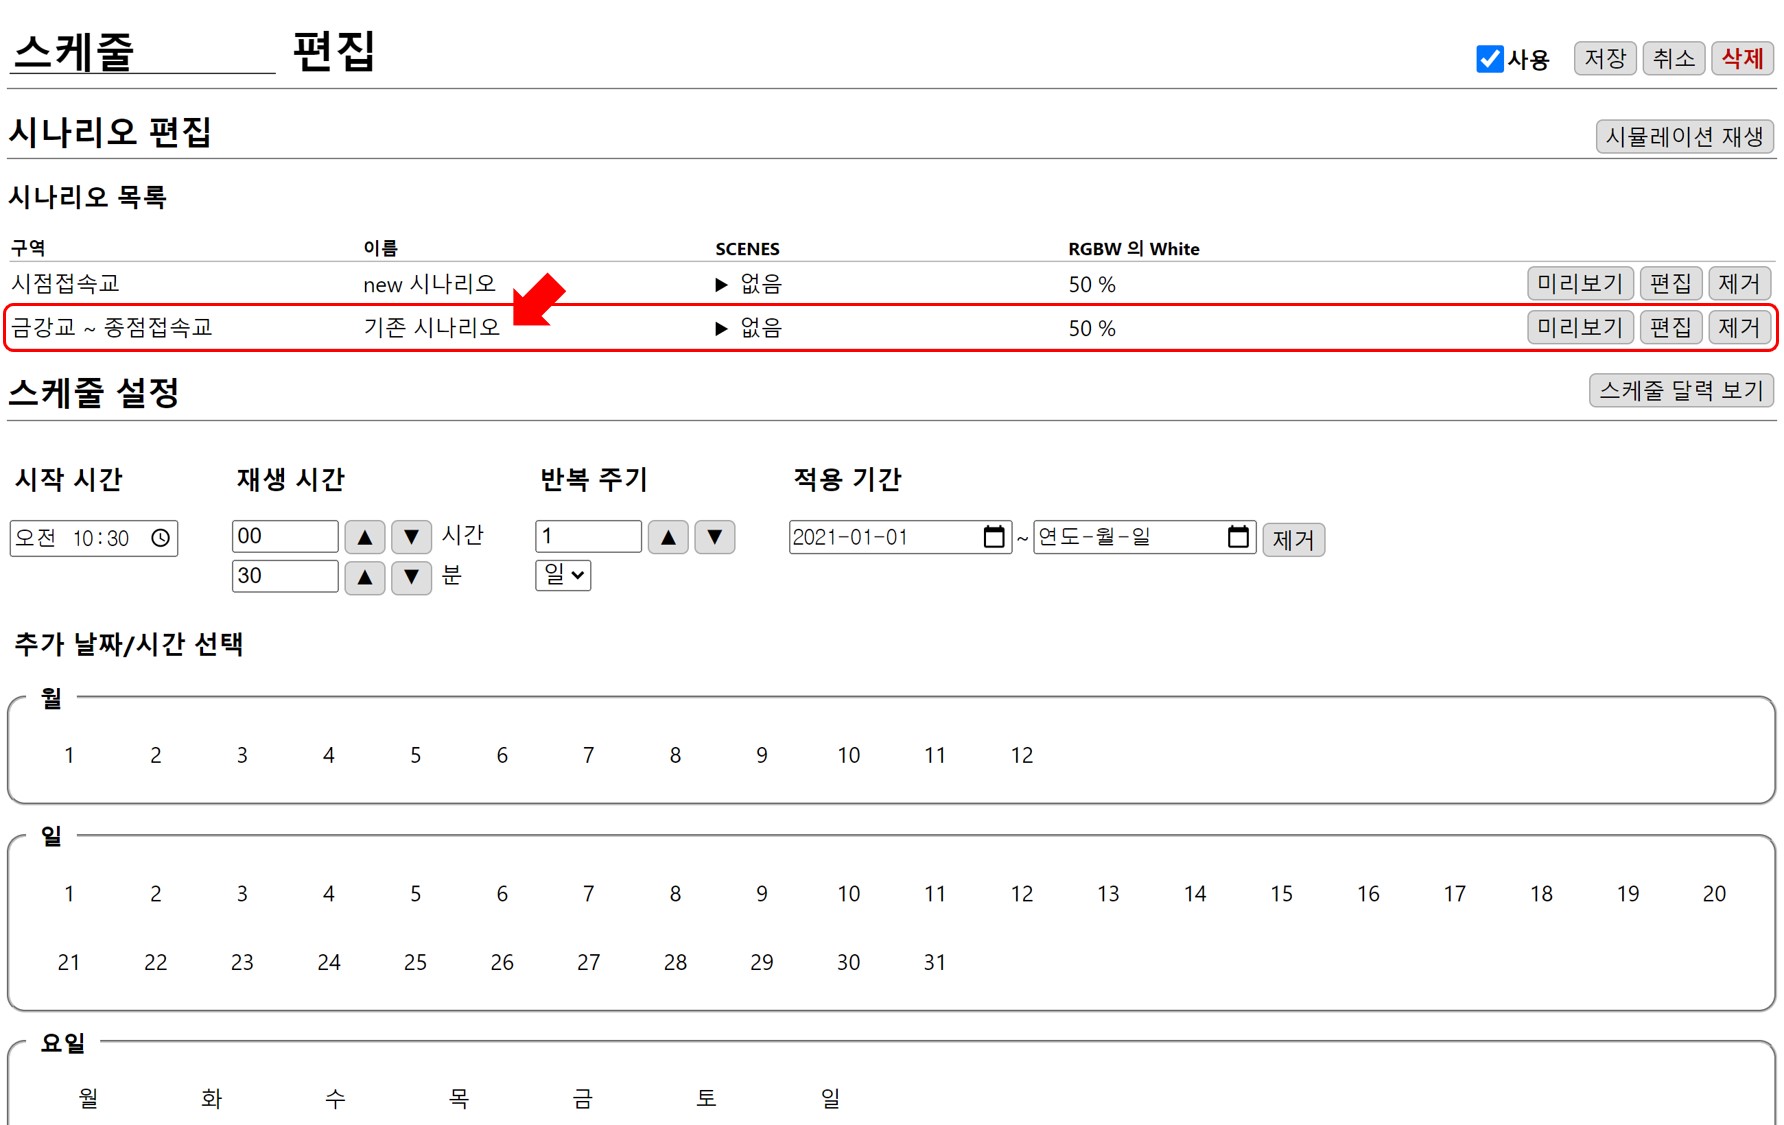 스케줄 편집
사용 저장 취소 삭제
시나리오 편집
시뮬레이션 재생
시나리오 목록
구역 이름 SCENES RGBW 의 White
시점접속교 new 시나리오 ▶ 없음 50 % 미리보기 편집 제거
금강교 ~ 종점접속교 기존 시나리오 ▶ 없음 50 % 미리보기 편집 제거
스케줄 설정
스케줄 달력 보기
시작 시간 재생 시간 반복 주기 적용 기간
오전 10:30 00 ▲ ▼ 시간 1 ▲ ▼ 2021-01-01 ~ 연도-월-일 제거
30 ▲ ▼ 분 일
추가 날짜/시간 선택
월
1 2 3 4 5 6 7 8 9 10 11 12
일
1 2 3 4 5 6 7 8 9 10 11 12 13 14 15 16 17 18 19 20
21 22 23 24 25 26 27 28 29 30 31
요일
월 화 수 목 금 토 일